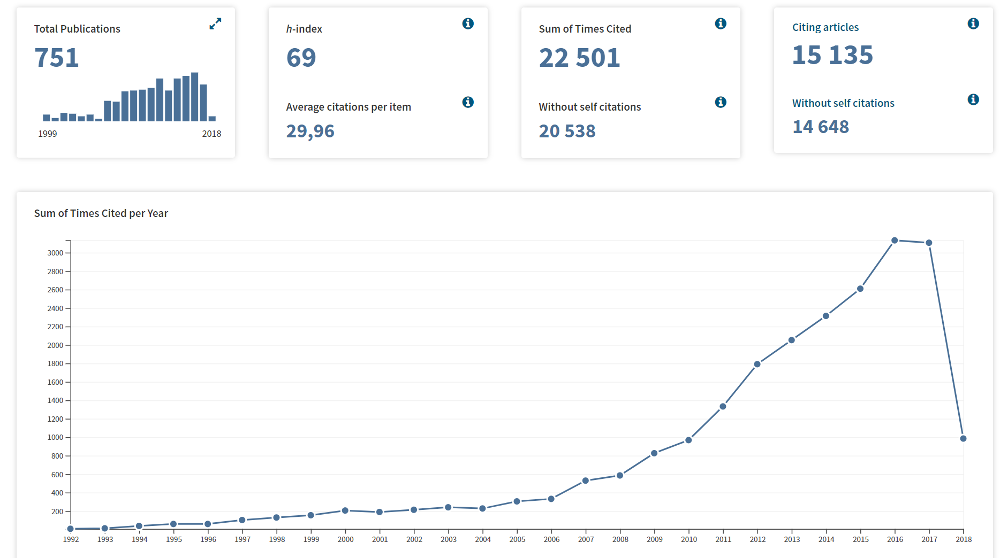 Total Publications
751
1999 2018
h-index
69
Average citations per item
29,96
Sum of Times Cited
22 501
Without self citations
20 538
Citing articles
15 135
Without self citations
14 648
Sum of Times Cited per Year
3000
2800
2600
2400
2200
2000
1800
1600
1400
1200
1000
800
600
400
200
1992 1993 1994 1995 1996 1997 1998 1999 2000 2001 2002 2003 2004 2005 2006 2007 2008 2009 2010 2011 2012 2013 2014 2015 2016 2017 2018